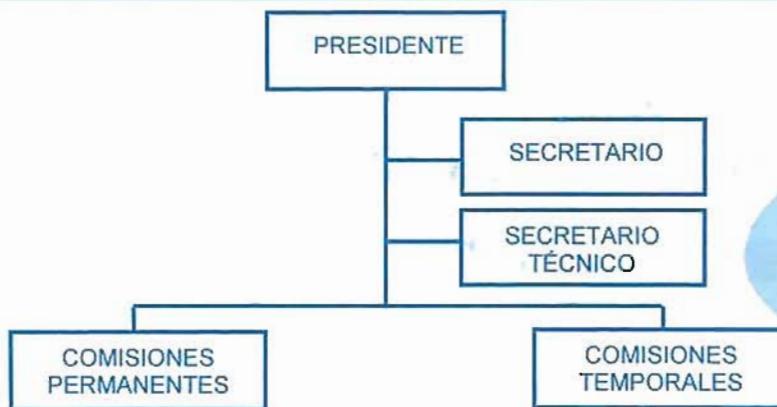 PRESIDENTE
SECRETARIO
SECRETARIO
TÉCNICO
COMISIONES
PERMANENTES
COMISIONES
TEMPORALES